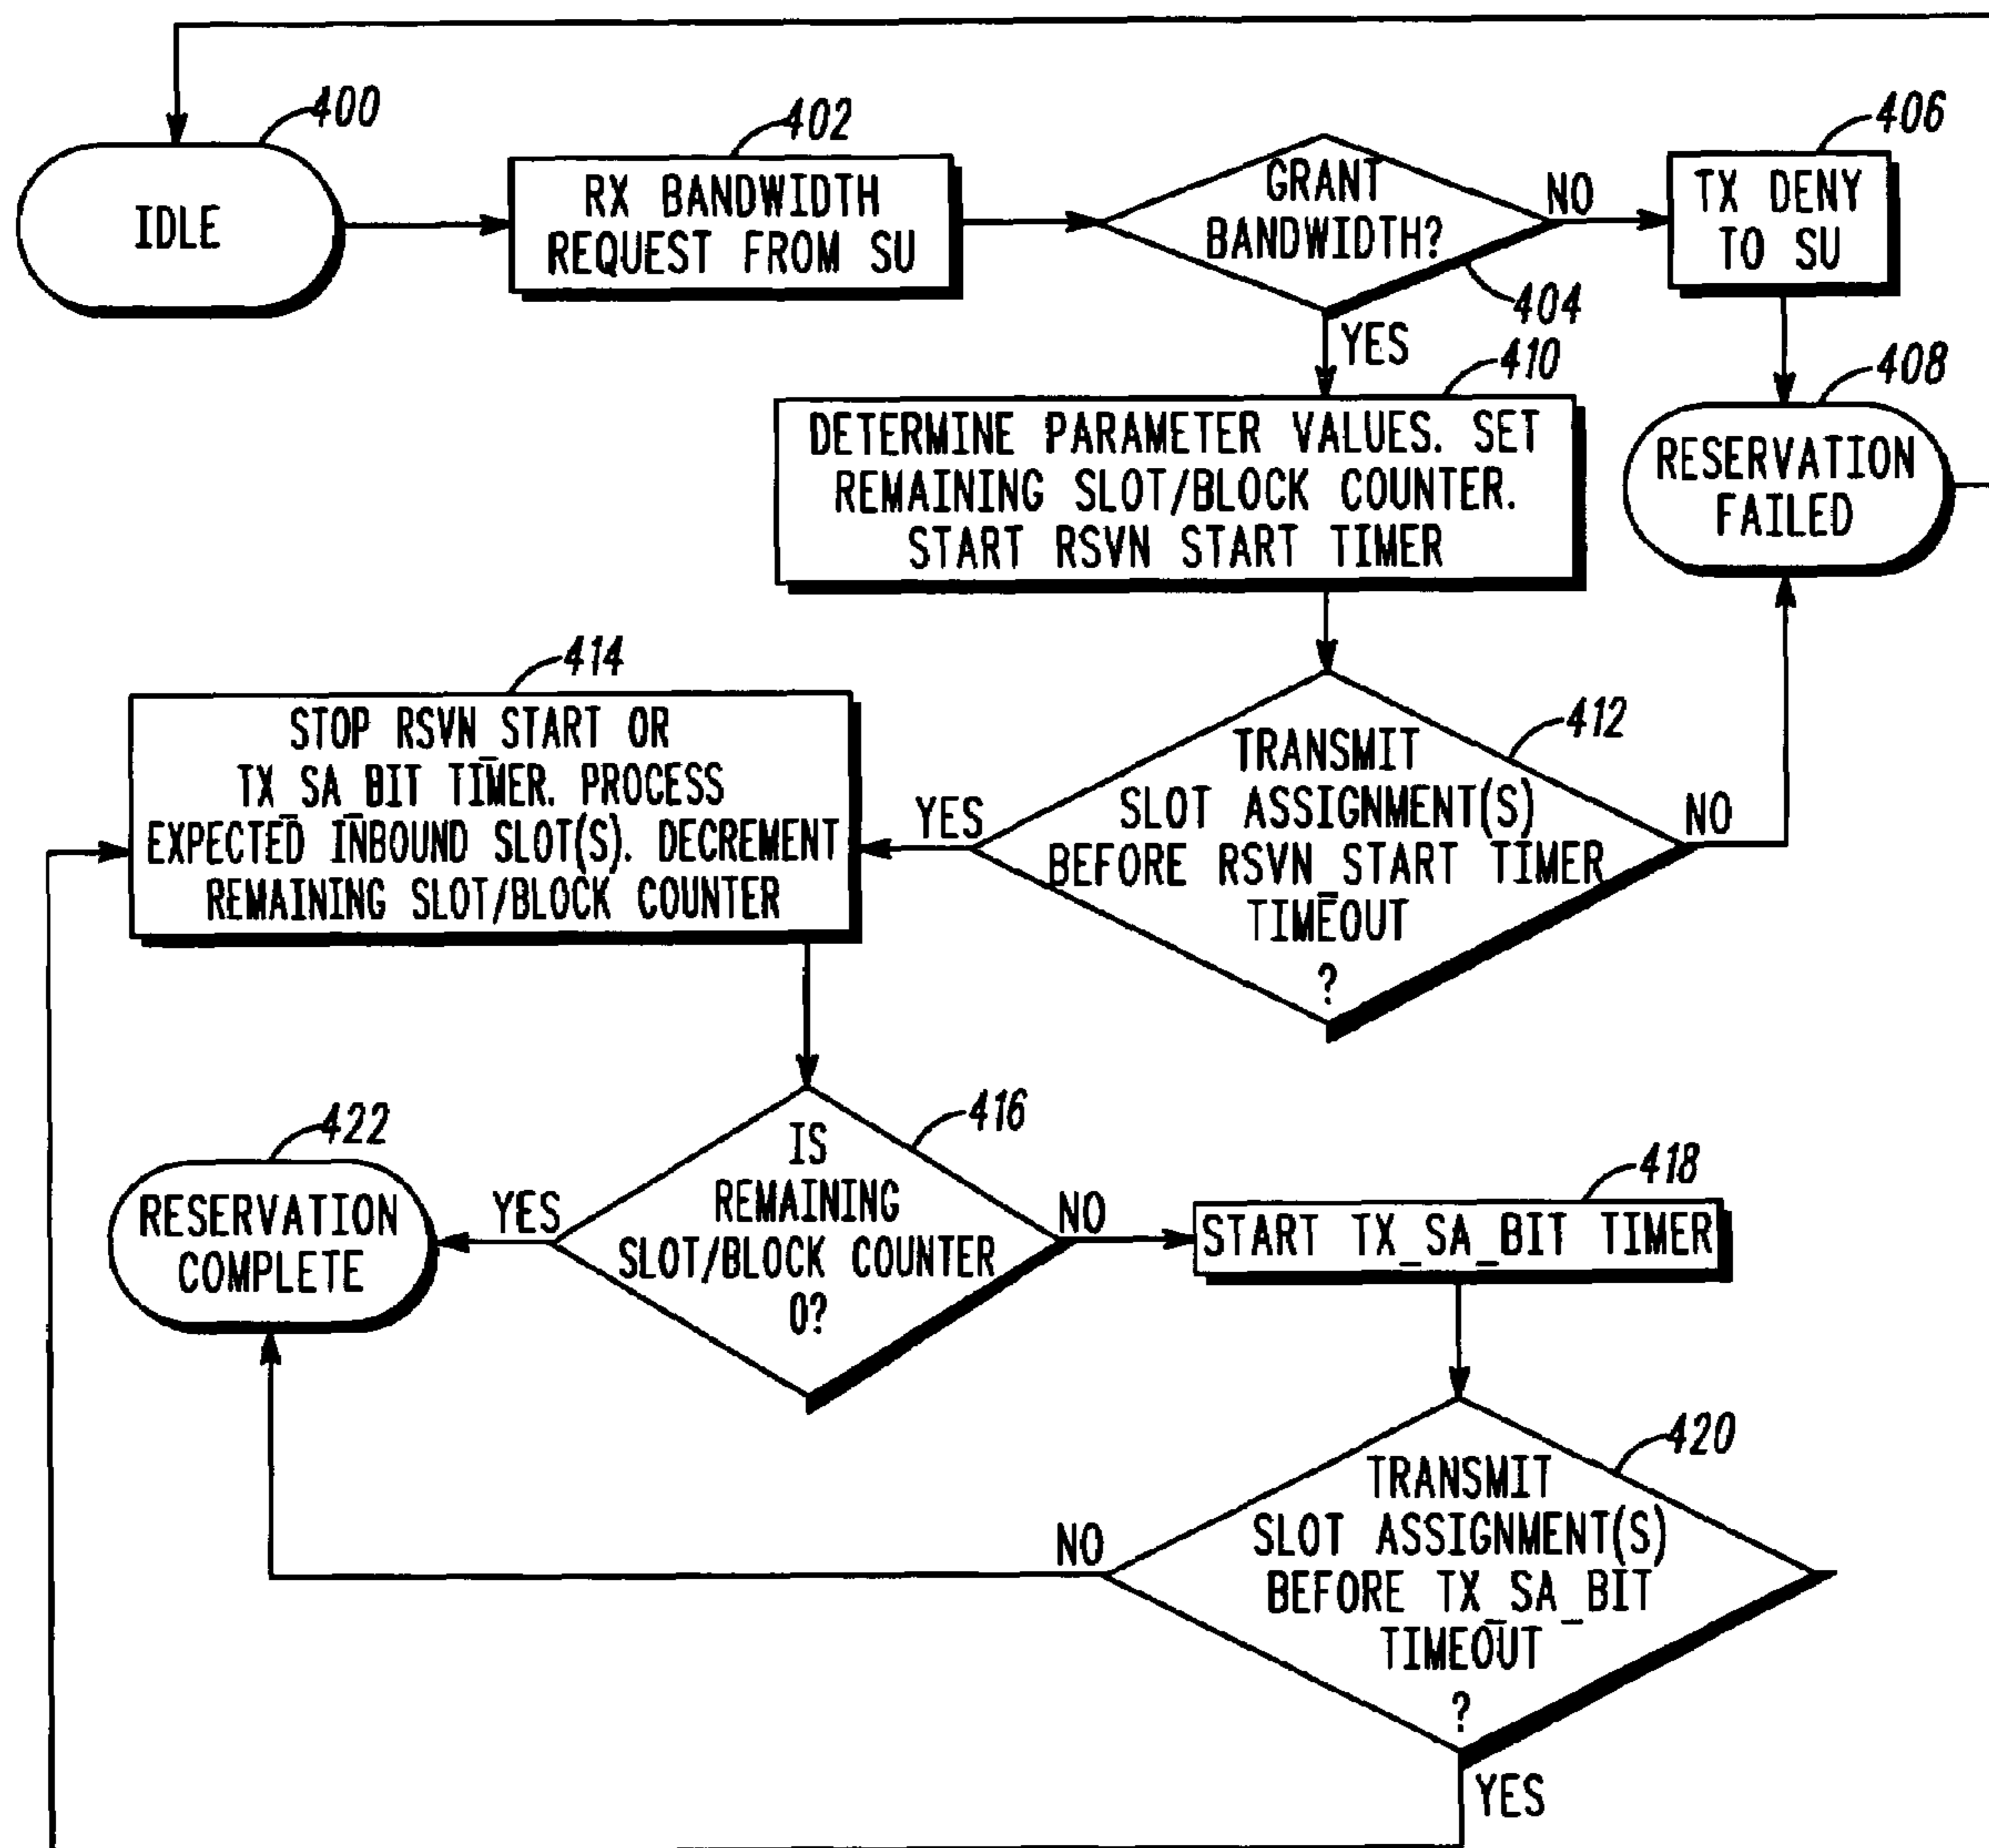 400
IDLE
402
RX BANDWIDTH
REQUEST FROM SU
GRANT
BANDWIDTH?
404
NO
406
TX DENY
TO SU
YES
408
RESERVATION
FAILED
410
DETERMINE PARAMETER VALUES. SET
REMAINING SLOT/BLOCK COUNTER.
START RSVN START TIMER
412
TRANSMIT
SLOT ASSIGNMENT(S)
BEFORE RSVN_START TIMER
TIMEOUT
?
NO
YES
414
STOP RSVN_START OR
TX_SA_BIT TIMER. PROCESS
EXPECTED INBOUND SLOT(S). DECREMENT
REMAINING SLOT/BLOCK COUNTER
416
IS
REMAINING
SLOT/BLOCK COUNTER
0?
YES
422
RESERVATION
COMPLETE
NO
418
START TX_SA_BIT TIMER
420
TRANSMIT
SLOT ASSIGNMENT(S)
BEFORE TX_SA_BIT
TIMEOUT
?
NO
YES